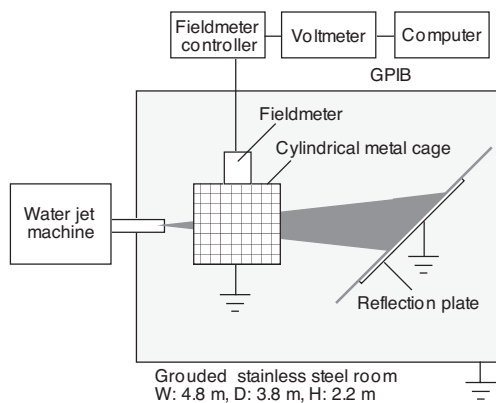 Fieldmeter
controller
Voltmeter
Computer
GPIB
Fieldmeter
Cylindrical metal cage
Water jet
machine
Reflection plate
Grounded stainless steel room
W: 4.8 m, D: 3.8 m, H: 2.2 m